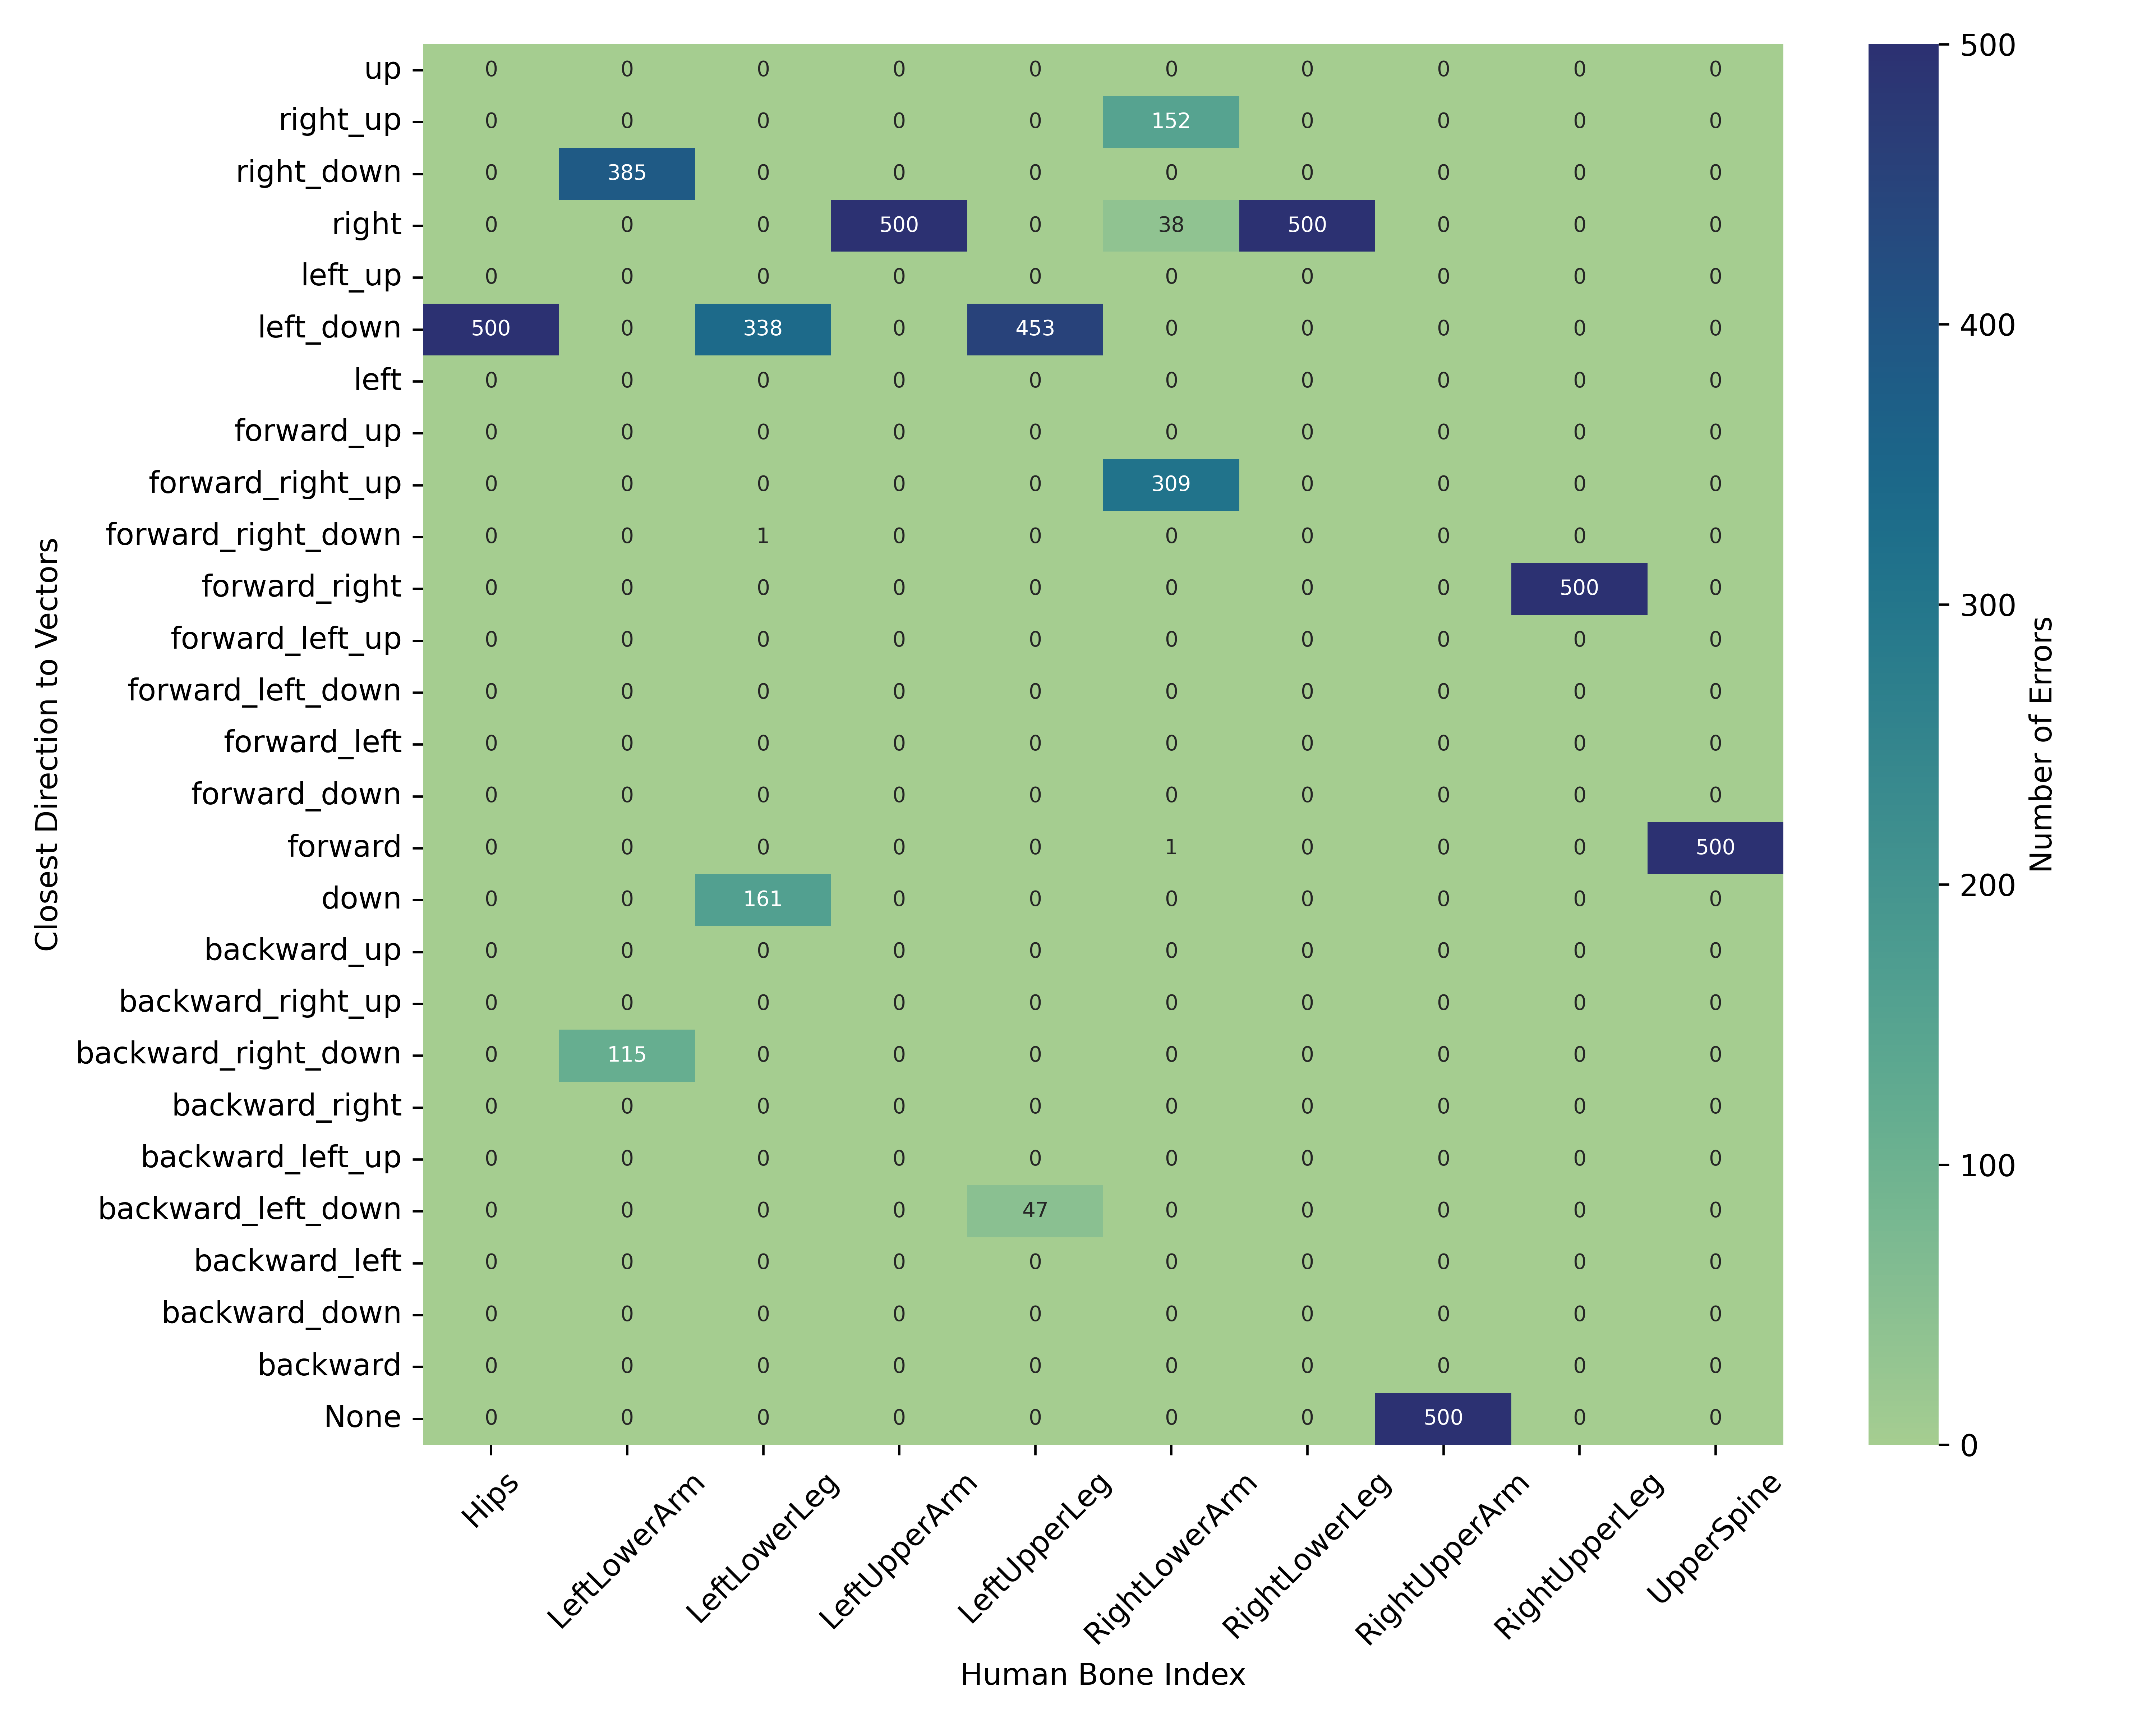 Closest Direction to Vectors
up 0 0 0 0 0 0 0 0 0 0
right_up 0 0 0 0 0 152 0 0 0 0
right_down 0 385 0 0 0 0 0 0 0 0
right 0 0 0 500 0 38 500 0 0 0
left_up 0 0 0 0 0 0 0 0 0 0
left_down 500 0 338 0 453 0 0 0 0 0
left 0 0 0 0 0 0 0 0 0 0
forward_up 0 0 0 0 0 0 0 0 0 0
forward_right_up 0 0 0 0 0 309 0 0 0 0
forward_right_down 0 0 1 0 0 0 0 0 0 0
forward_right 0 0 0 0 0 0 0 0 500 0
forward_left_up 0 0 0 0 0 0 0 0 0 0
forward_left_down 0 0 0 0 0 0 0 0 0 0
forward_left 0 0 0 0 0 0 0 0 0 0
forward_down 0 0 0 0 0 0 0 0 0 0
forward 0 0 0 0 0 1 0 0 0 500
down 0 0 161 0 0 0 0 0 0 0
backward_up 0 0 0 0 0 0 0 0 0 0
backward_right_up 0 0 0 0 0 0 0 0 0 0
backward_right_down 0 115 0 0 0 0 0 0 0 0
backward_right 0 0 0 0 0 0 0 0 0 0
backward_left_up 0 0 0 0 0 0 0 0 0 0
backward_left_down 0 0 0 0 47 0 0 0 0 0
backward_left 0 0 0 0 0 0 0 0 0 0
backward_down 0 0 0 0 0 0 0 0 0 0
backward 0 0 0 0 0 0 0 0 0 0
None 0 0 0 0 0 0 0 500 0 0
Hips
LeftLowerArm
LeftLowerLeg
LeftUpperArm
LeftUpperLeg
RightLowerArm
RightLowerLeg
RightUpperArm
RightUpperLeg
UpperSpine
Human Bone Index
500
400
300
200
100
0
Number of Errors